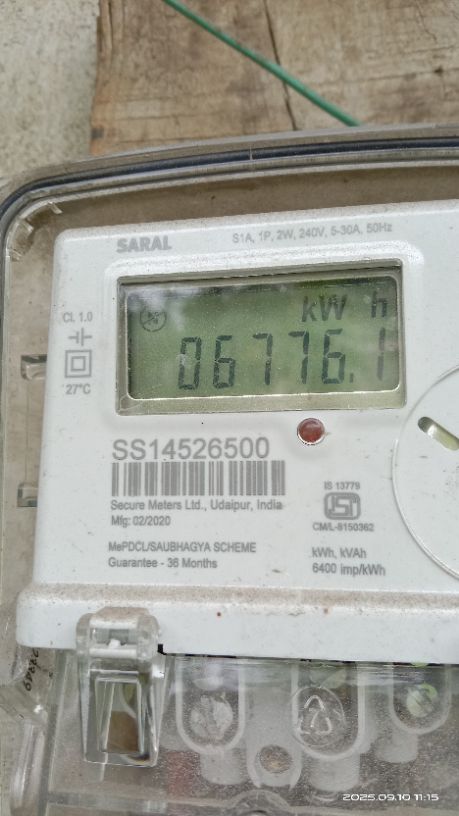 SARAL
S1A, 1P, 2W, 240V, 5-30A, 50Hz
CL 1.0
kW h
06776.1
27°C
SS14526500
Secure Meters Ltd., Udaipur, India
Mfg: 02/2020
IS 13779
CM/L-8150362
MePDCL/SAUBHAGYA SCHEME
Guarantee - 36 Months
kWh, kVAh
6400 imp/kWh
2025.09.10 11:15